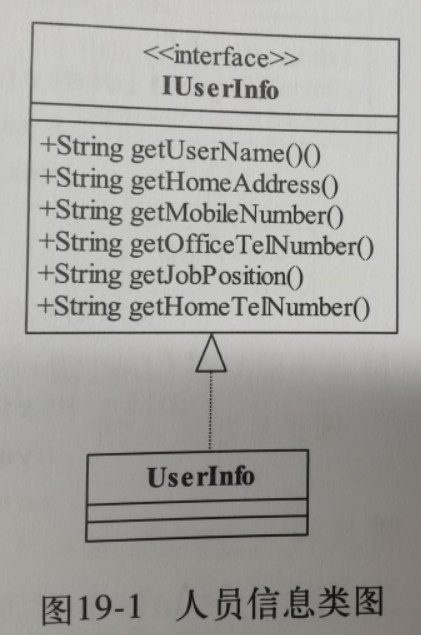 <<interface>>
IUserInfo
+String getUserName()()
+String getHomeAddress()
+String getMobileNumber()
+String getOfficeTelNumber()
+String getJobPosition()
+String getHomeTelNumber()
UserInfo
图19-1 人员信息类图